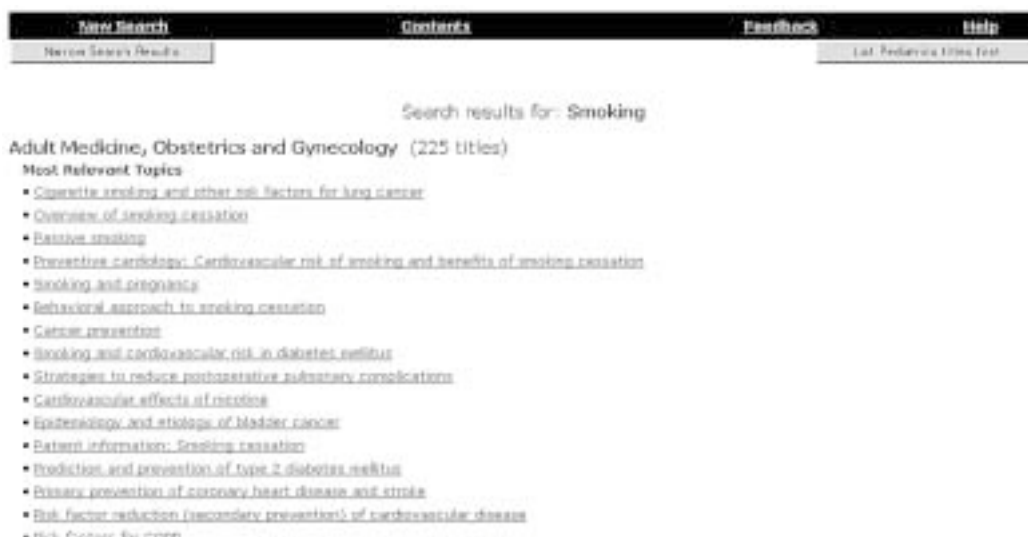 New Search Contents Feedback Help
Narrow Search Results List Pediatrics titles first
Search results for: Smoking
Adult Medicine, Obstetrics and Gynecology (225 titles)
Most Relevant Topics
• Cigarette smoking and other risk factors for lung cancer
• Overview of smoking cessation
• Passive smoking
• Preventive cardiology: Cardiovascular risk of smoking and benefits of smoking cessation
• Smoking and pregnancy
• Behavioral approach to smoking cessation
• Cancer prevention
• Smoking and cardiovascular risk in diabetes mellitus
• Strategies to reduce postoperative pulmonary complications
• Cardiovascular effects of nicotine
• Epidemiology and etiology of bladder cancer
• Patient information: Smoking cessation
• Prediction and prevention of type 2 diabetes mellitus
• Primary prevention of coronary heart disease and stroke
• Risk factor reduction (secondary prevention) of cardiovascular disease
• Risk factors for COPD